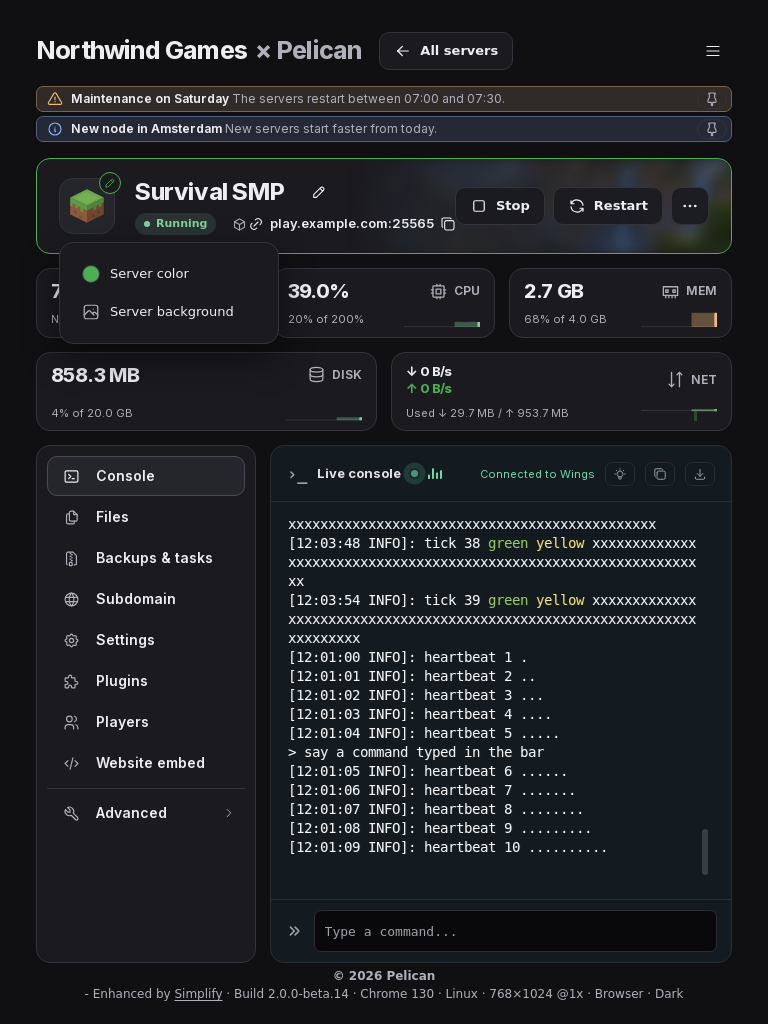 Northwind Games × Pelican
All servers
Maintenance on Saturday The servers restart between 07:00 and 07:30.
New node in Amsterdam New servers start faster from today.
Survival SMP
Stop
Restart
Running
play.example.com:25565
Server color
Server background
39.0%
CPU
20% of 200%
2.7 GB
MEM
68% of 4.0 GB
858.3 MB
DISK
4% of 20.0 GB
↓ 0 B/s
↑ 0 B/s
NET
Used ↓ 29.7 MB / ↑ 953.7 MB
Console
Files
Backups & tasks
Subdomain
Settings
Plugins
Players
Website embed
Advanced
>_ Live console
Connected to Wings
xxxxxxxxxxxxxxxxxxxxxxxxxxxxxxxxxxxxxxxxxxxxxx
[12:03:48 INFO]: tick 38 green yellow xxxxxxxxxxxxx
xxxxxxxxxxxxxxxxxxxxxxxxxxxxxxxxxxxxxxxxxxxxxxxxxxx
xx
[12:03:54 INFO]: tick 39 green yellow xxxxxxxxxxxxx
xxxxxxxxxxxxxxxxxxxxxxxxxxxxxxxxxxxxxxxxxxxxxxxxxxx
xxxxxxxxx
[12:01:00 INFO]: heartbeat 1 .
[12:01:01 INFO]: heartbeat 2 ..
[12:01:02 INFO]: heartbeat 3 ...
[12:01:03 INFO]: heartbeat 4 ....
[12:01:04 INFO]: heartbeat 5 .....
> say a command typed in the bar
[12:01:05 INFO]: heartbeat 6 ......
[12:01:06 INFO]: heartbeat 7 .......
[12:01:07 INFO]: heartbeat 8 ........
[12:01:08 INFO]: heartbeat 9 .........
[12:01:09 INFO]: heartbeat 10 ..........
Type a command...
© 2026 Pelican
- Enhanced by Simplify · Build 2.0.0-beta.14 · Chrome 130 · Linux · 768×1024 @1x · Browser · Dark